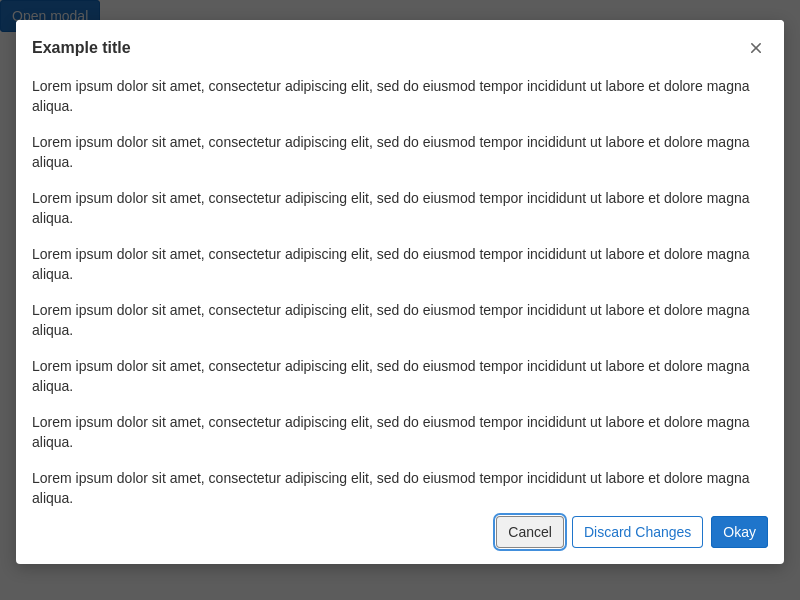 Open modal
Example title
Lorem ipsum dolor sit amet, consectetur adipiscing elit, sed do eiusmod tempor incididunt ut labore et dolore magna
aliqua.
Lorem ipsum dolor sit amet, consectetur adipiscing elit, sed do eiusmod tempor incididunt ut labore et dolore magna
aliqua.
Lorem ipsum dolor sit amet, consectetur adipiscing elit, sed do eiusmod tempor incididunt ut labore et dolore magna
aliqua.
Lorem ipsum dolor sit amet, consectetur adipiscing elit, sed do eiusmod tempor incididunt ut labore et dolore magna
aliqua.
Lorem ipsum dolor sit amet, consectetur adipiscing elit, sed do eiusmod tempor incididunt ut labore et dolore magna
aliqua.
Lorem ipsum dolor sit amet, consectetur adipiscing elit, sed do eiusmod tempor incididunt ut labore et dolore magna
aliqua.
Lorem ipsum dolor sit amet, consectetur adipiscing elit, sed do eiusmod tempor incididunt ut labore et dolore magna
aliqua.
Lorem ipsum dolor sit amet, consectetur adipiscing elit, sed do eiusmod tempor incididunt ut labore et dolore magna
aliqua.
Cancel Discard Changes Okay